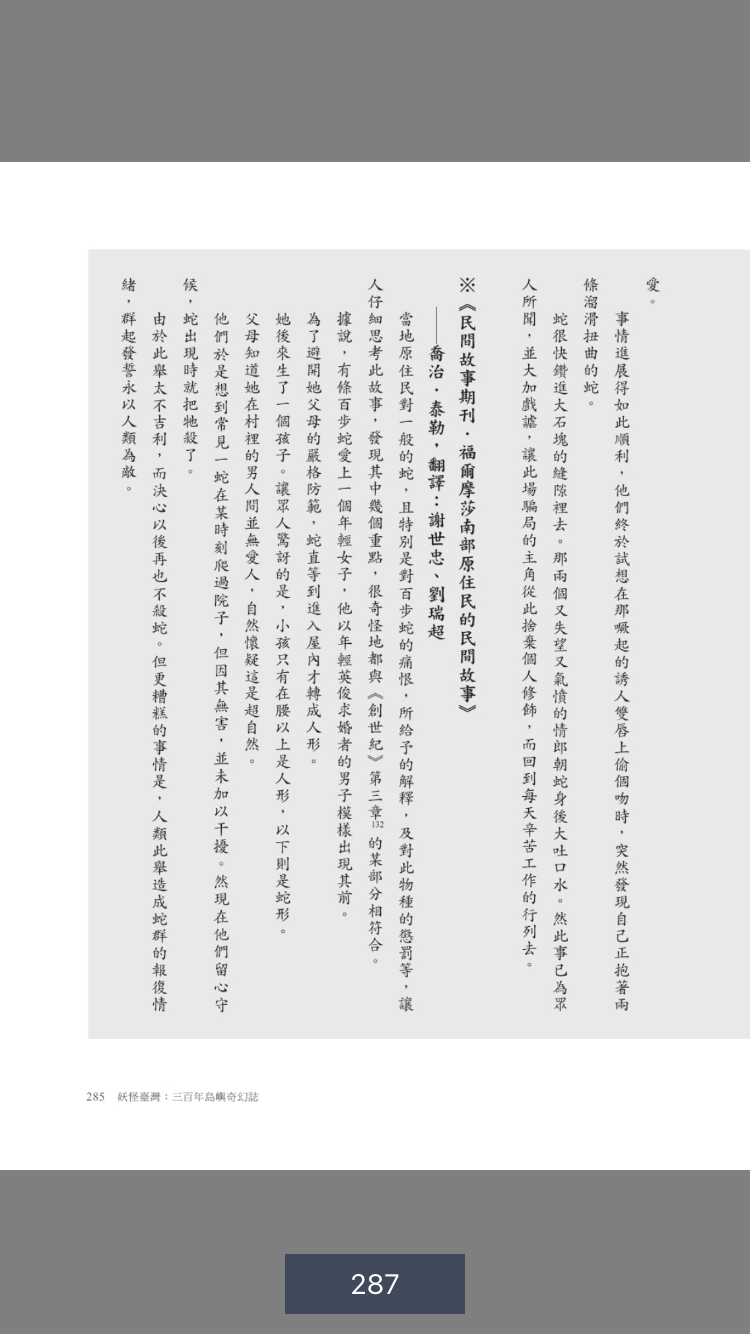 愛。
事情進展得如此順利，他們終於試想在那噘起的誘人雙唇上偷個吻時，突然發現自己正抱著兩
條溜滑扭曲的蛇。
蛇很快鑽進大石塊的縫隙裡去。那兩個又失望又氣憤的情郎朝蛇身後大吐口水。然此事已為眾
人所聞，並大加戲謔，讓此場騙局的主角從此捨棄個人修飾，而回到每天辛苦工作的行列去。
※《民間故事期刊．福爾摩莎南部原住民的民間故事》
——喬治．泰勒，翻譯：謝世忠、劉瑞超
當地原住民對一般的蛇，且特別是對百步蛇的痛恨，所給予的解釋，及對此物種的懲罰等，讓
人仔細思考此故事，發現其中幾個重點，很奇怪地都與《創世紀》第三章132的某部分相符合。
據說，有條百步蛇愛上一個年輕女子，他以年輕英俊求婚者的男子模樣出現其前。
為了避開她父母的嚴格防範，蛇直等到進入屋內才轉成人形。
她後來生了一個孩子。讓眾人驚訝的是，小孩只有在腰以上是人形，以下則是蛇形。
父母知道她在村裡的男人間並無愛人，自然懷疑這是超自然。
他們於是想到常見一蛇在某時刻爬過院子，但因其無害，並未加以干擾。然現在他們留心守
候，蛇出現時就把牠殺了。
由於此舉太不吉利，而決心以後再也不殺蛇。但更糟糕的事情是，人類此舉造成蛇群的報復情
緒，群起發誓永以人類為敵。
285 妖怪臺灣：三百年島嶼奇幻誌
287